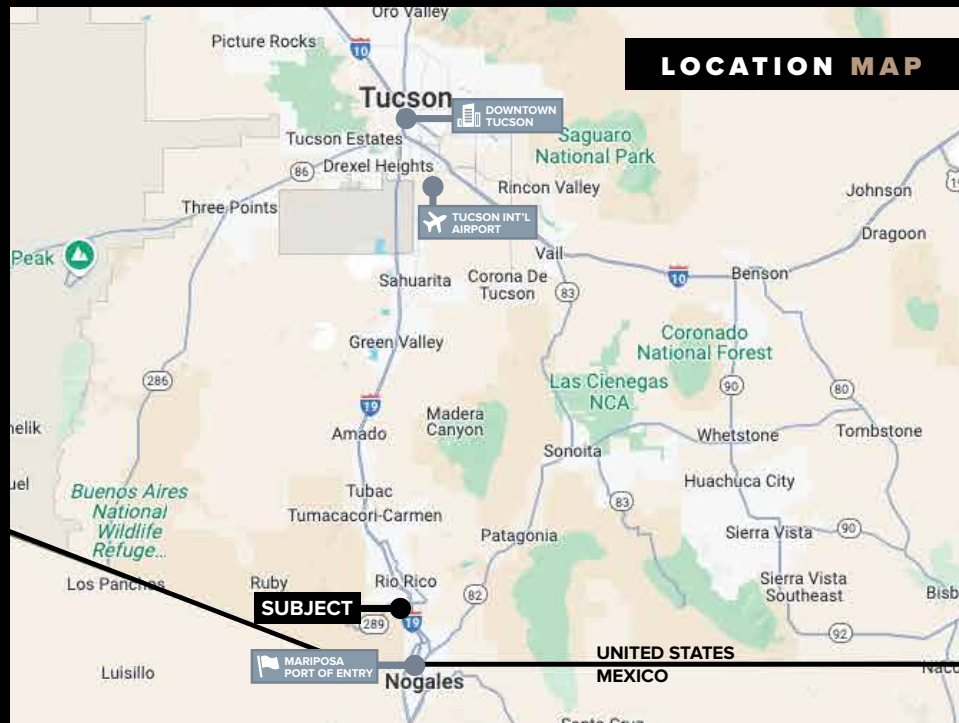 Oro Valley
Picture Rocks
10
LOCATION MAP
Tucson
DOWNTOWN
TUCSON
Tucson Estates
Saguaro
National Park
86
Drexel Heights
Rincon Valley
Johnson
Three Points
TUCSON INT'L
AIRPORT
Dragoon
Peak
Vail
Sahuarita
Corona De
Tucson
83
10
Benson
Green Valley
Coronado
National Forest
286
Las Cienegas
NCA
90
80
19
Madera
Canyon
Amado
Whetstone
Tombstone
Sonoita
Huachuca City
Buenos Aires
National
Wildlife
Refuge...
Tubac
Tumacacori-Carmen
83
Patagonia
Sierra Vista
90
Los Panchos
Ruby
Rio Rico
82
Sierra Vista
Southeast
Bisb
SUBJECT
289
19
92
UNITED STATES
MEXICO
MARIPOSA
PORT OF ENTRY
Luisillo
Nogales
Naco
Santa Cruz